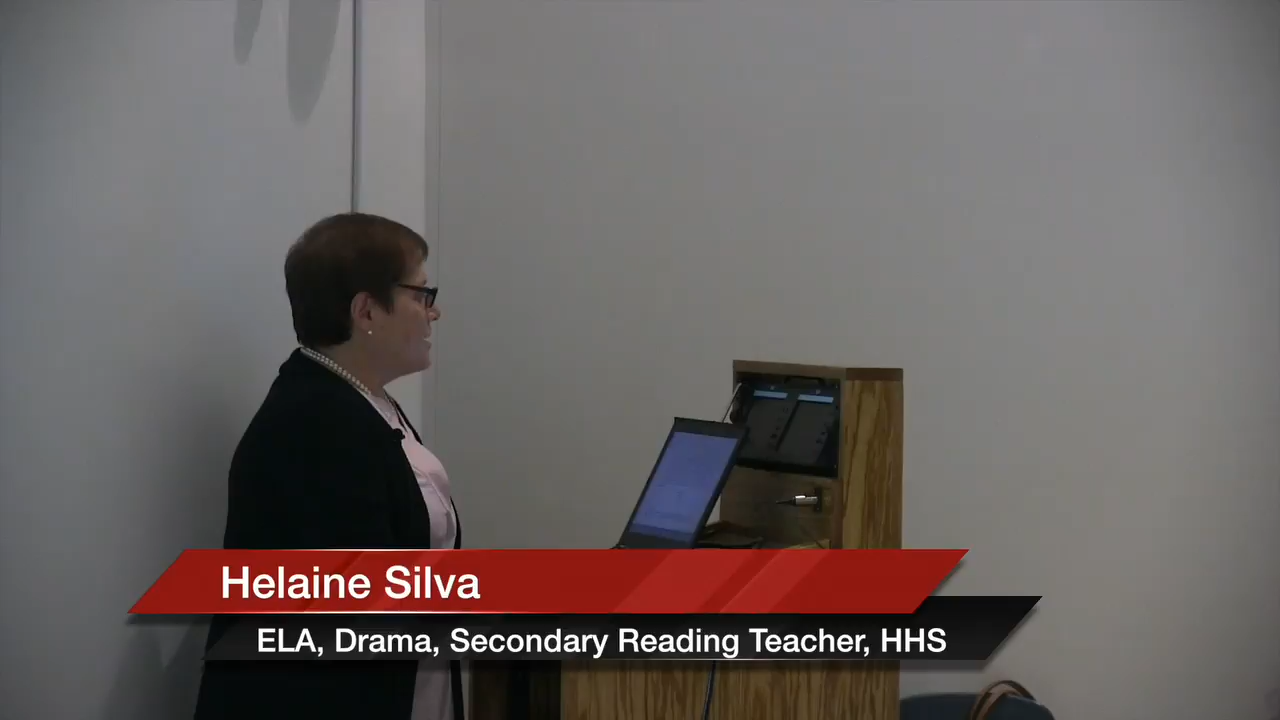 Helaine Silva
ELA, Drama, Secondary Reading Teacher, HHS